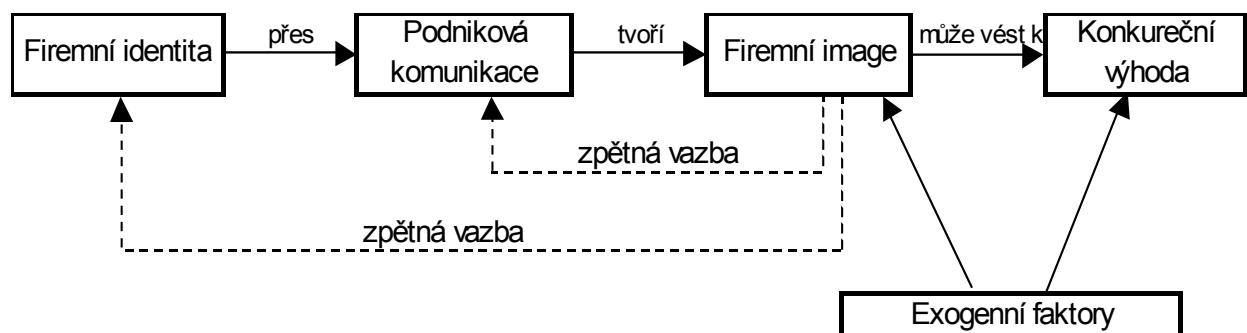 Firemní identita
přes
Podniková
komunikace
tvoří
Firemní image
může vést k
Konkureční
výhoda
zpětná vazba
zpětná vazba
Exogenní faktory